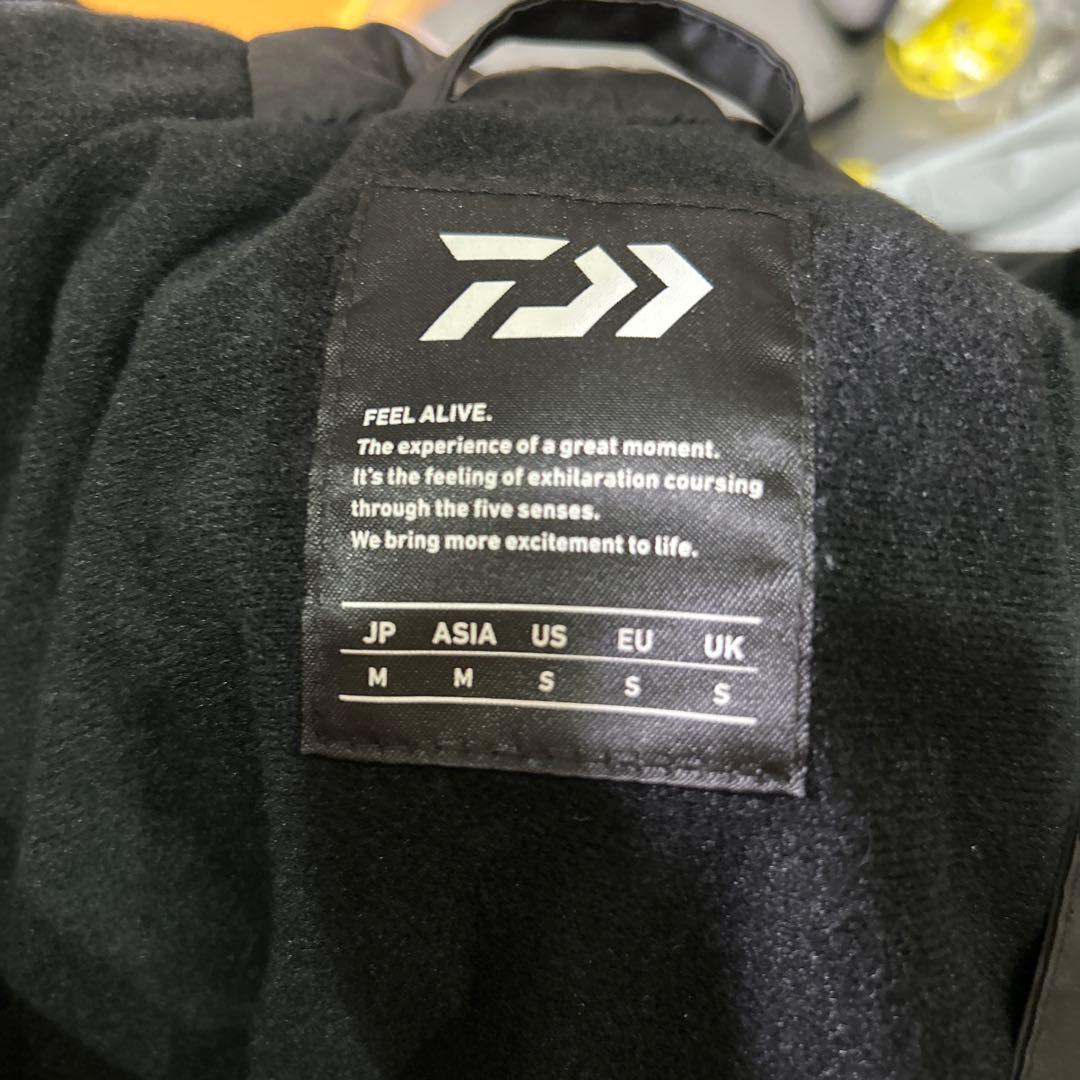 FEEL ALIVE.
The experience of a great moment.
It's the feeling of exhilaration coursing
through the five senses.
We bring more excitement to life.
JP ASIA US EU UK
M M S S S